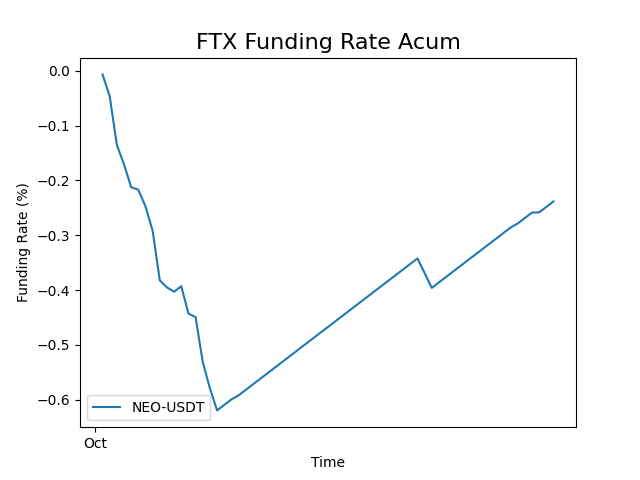 FTX Funding Rate Acum
0.0
−0.1
−0.2
−0.3
−0.4
−0.5
−0.6
Funding Rate (%)
NEO-USDT
Oct
Time